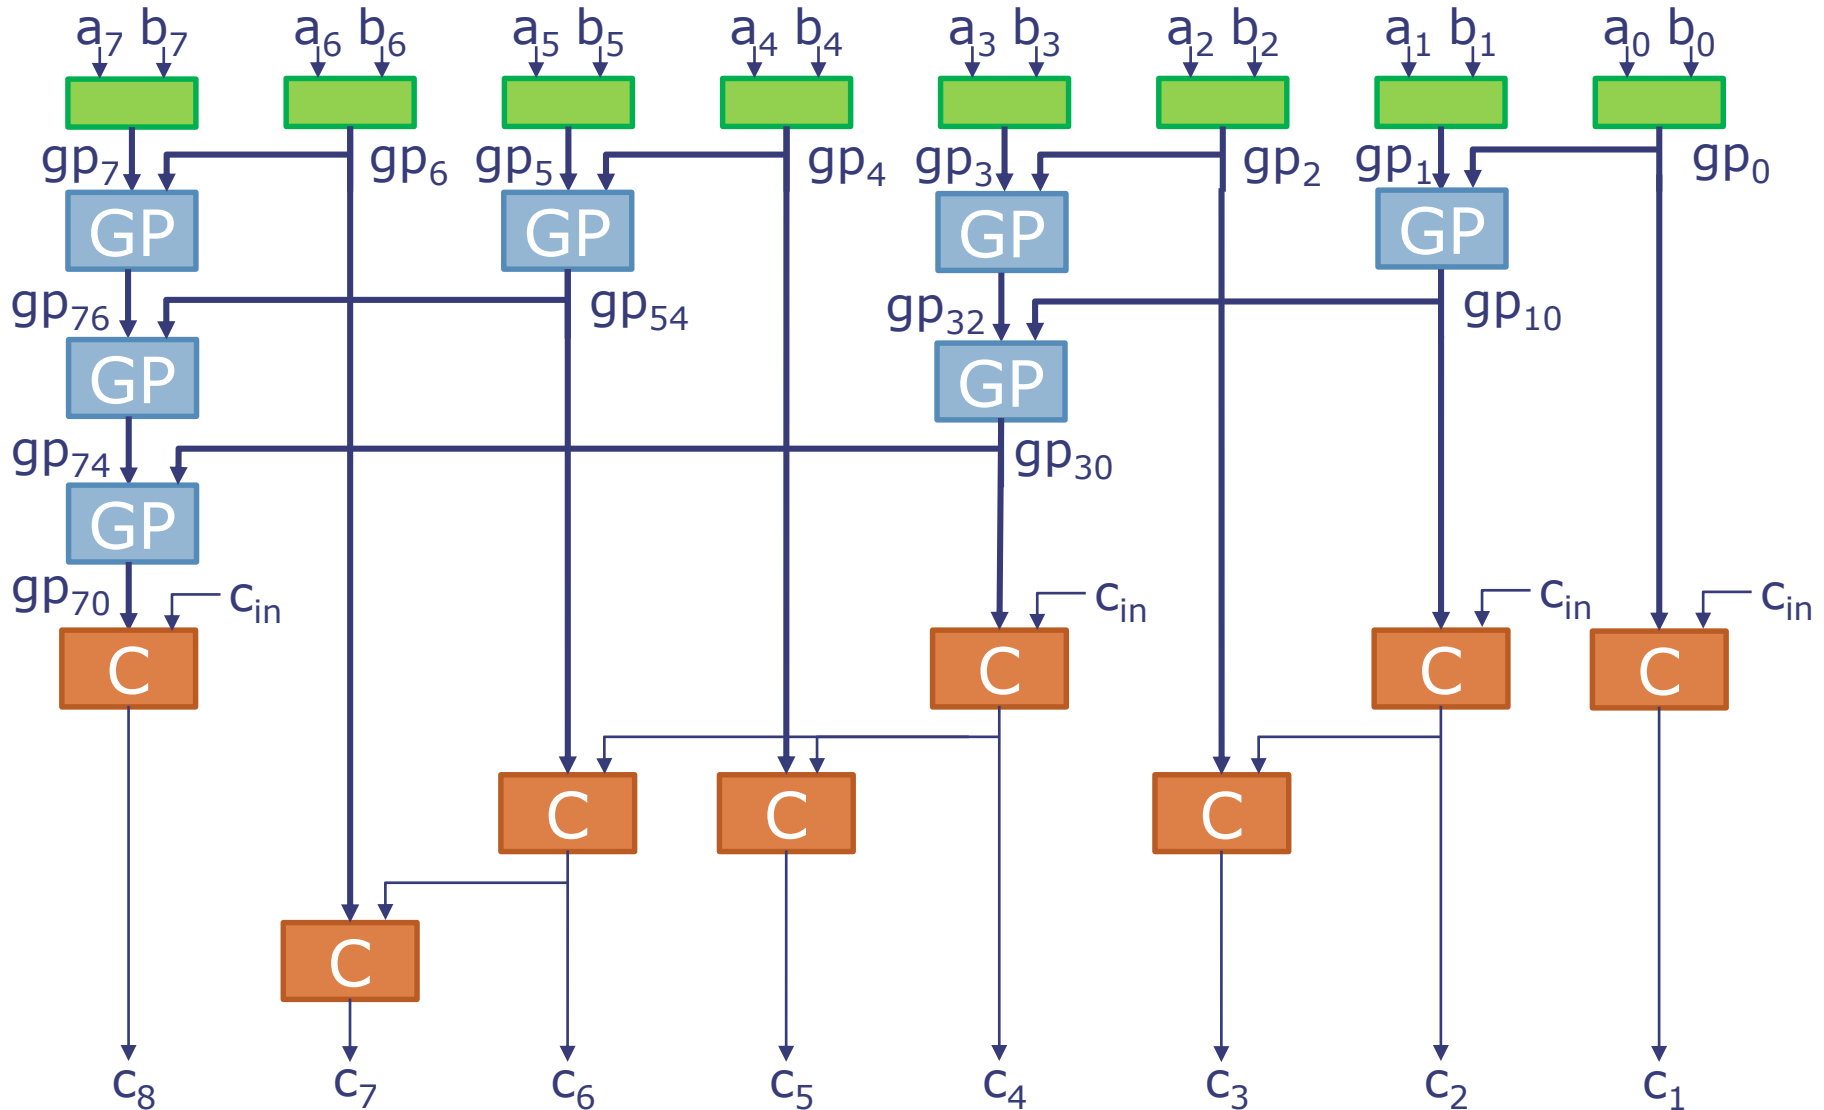 a₇ b₇ a₆ b₆ a₅ b₅ a₄ b₄ a₃ b₃ a₂ b₂ a₁ b₁ a₀ b₀
gp₇ gp₆ gp₅ gp₄ gp₃ gp₂ gp₁ gp₀
GP GP GP GP
gp₇₆ gp₅₄ gp₃₂ gp₁₀
GP GP
gp₇₄ gp₃₀
GP
gp₇₀ cᵢₙ cᵢₙ cᵢₙ cᵢₙ
C C C C
C C C
C
c₈ c₇ c₆ c₅ c₄ c₃ c₂ c₁